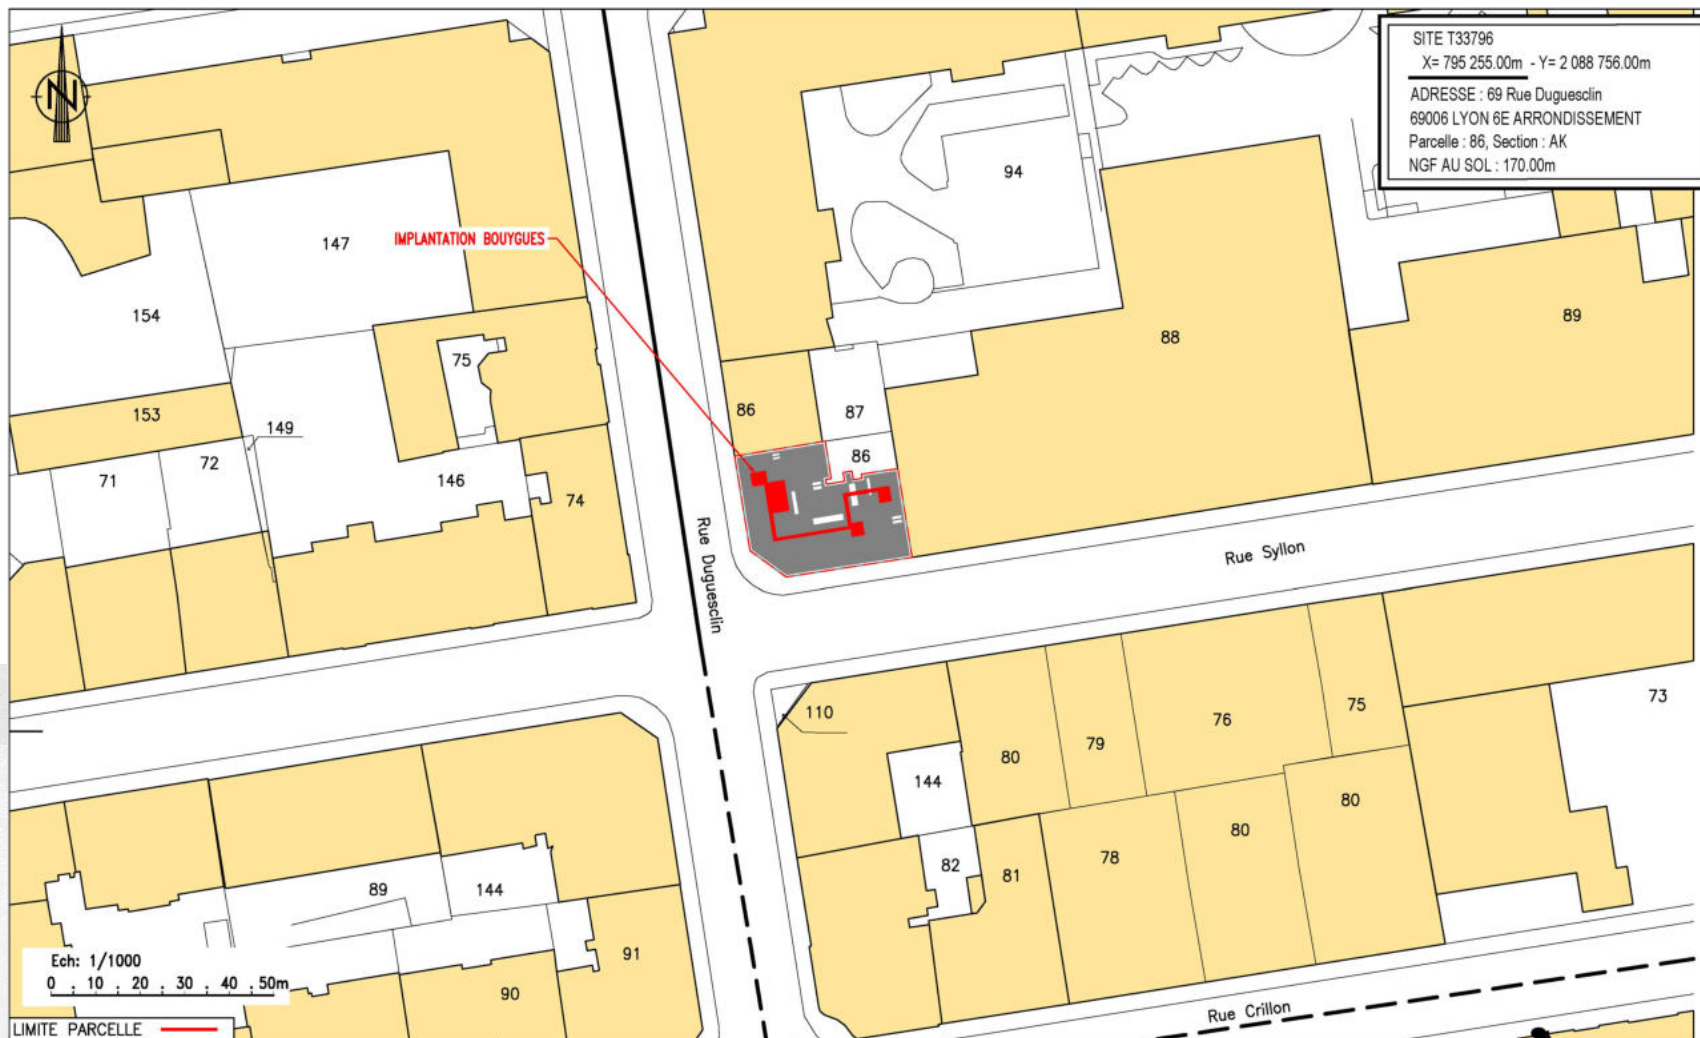 N
SITE T33796
X= 795 255.00m - Y= 2 088 756.00m
ADRESSE : 69 Rue Duguesclin
69006 LYON 6E ARRONDISSEMENT
Parcelle : 86, Section : AK
NGF AU SOL : 170.00m
94
147
IMPLANTATION BOUYGUES
154
89
88
75
86
87
153
149
86
72
71
146
74
Rue Duguesclin
Rue Syllon
73
75
110
76
79
80
144
80
80
82
78
81
89
144
91
90
Ech: 1/1000
0 10 20 30 40 50m
Rue Crillon
LIMITE PARCELLE